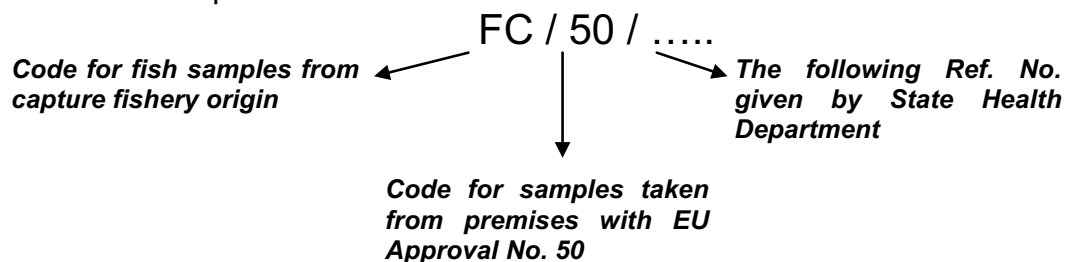 FC / 50 / …..
Code for fish samples from
capture fishery origin
The following Ref. No.
given by State Health
Department
Code for samples taken
from premises with EU
Approval No. 50